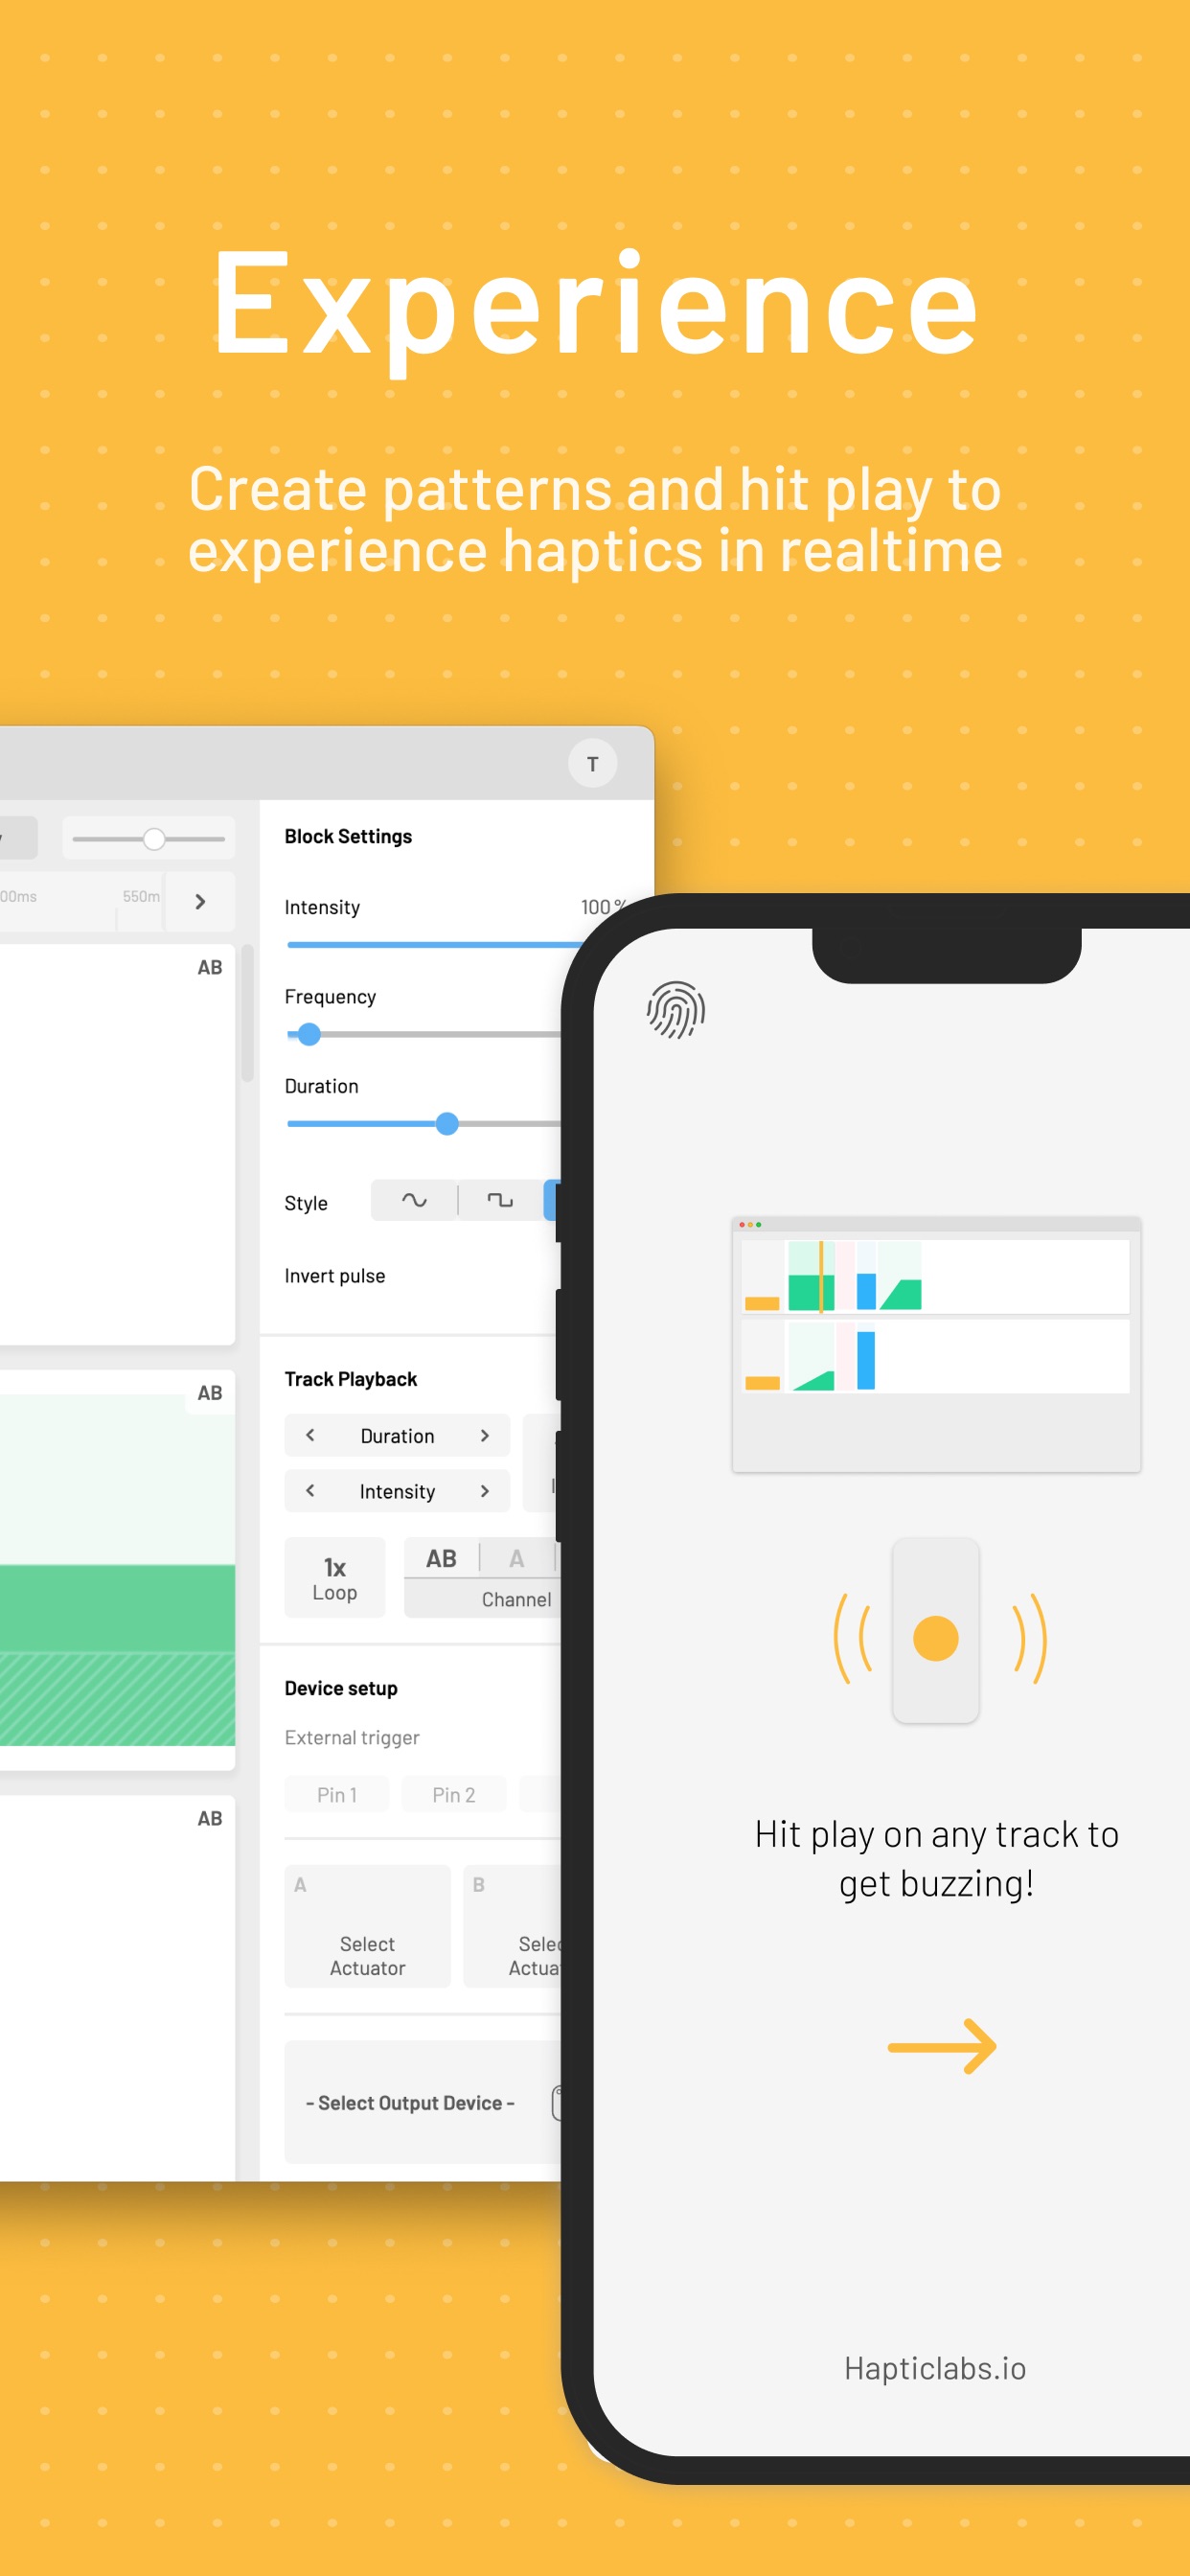 Experience
Create patterns and hit play to
experience haptics in realtime
T
00ms
550m
AB
AB
AB
Block Settings
Intensity
100%
Frequency
Duration
Style
Invert pulse
Track Playback
Duration
Intensity
1x
Loop
AB
A
Channel
Device setup
External trigger
Pin 1
Pin 2
A
Select
Actuator
B
Selec
Actua
- Select Output Device -
Hit play on any track to
get buzzing!
Hapticlabs.io